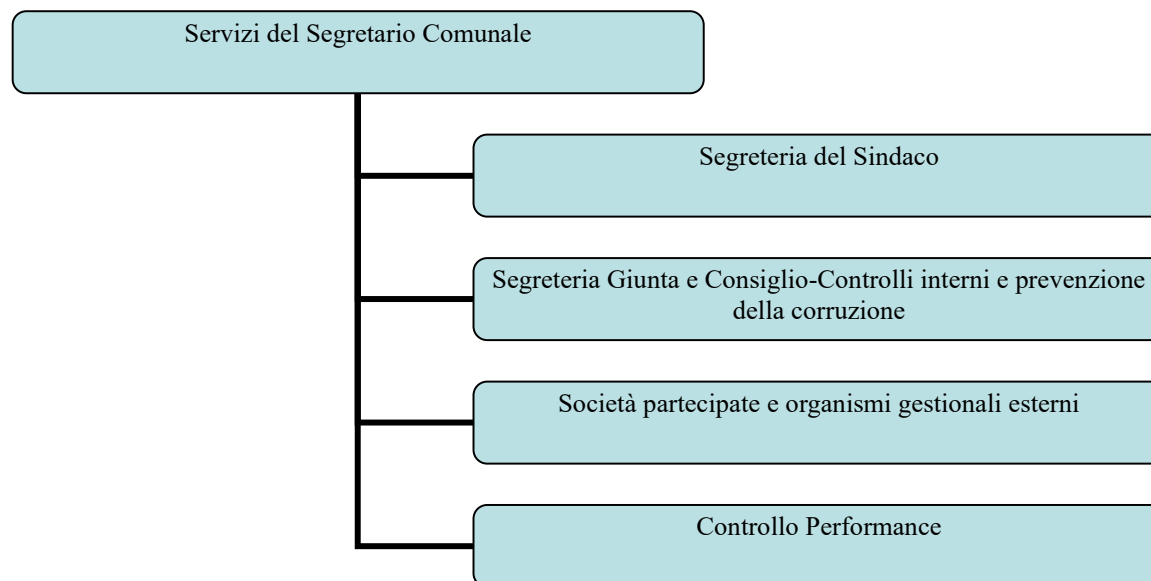 Servizi del Segretario Comunale
Segreteria del Sindaco
Segreteria Giunta e Consiglio-Controlli interni e prevenzione
della corruzione
Società partecipate e organismi gestionali esterni
Controllo Performance